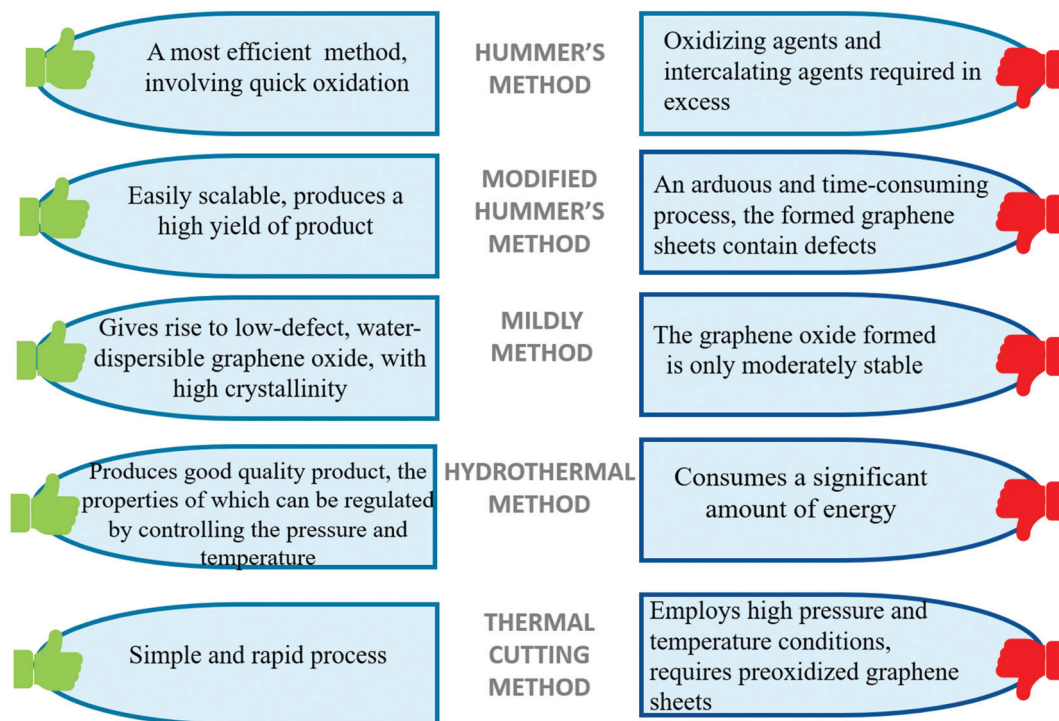 A most efficient method,
involving quick oxidation
HUMMER'S
METHOD
Oxidizing agents and
intercalating agents required in
excess
Easily scalable, produces a
high yield of product
MODIFIED
HUMMER'S
METHOD
An arduous and time-consuming
process, the formed graphene
sheets contain defects
Gives rise to low-defect, water-
dispersible graphene oxide, with
high crystallinity
MILDLY
METHOD
The graphene oxide formed
is only moderately stable
Produces good quality product, the
properties of which can be regulated
by controlling the pressure and
temperature
HYDROTHERMAL
METHOD
Consumes a significant
amount of energy
Simple and rapid process
THERMAL
CUTTING
METHOD
Employs high pressure and
temperature conditions,
requires preoxidized graphene
sheets